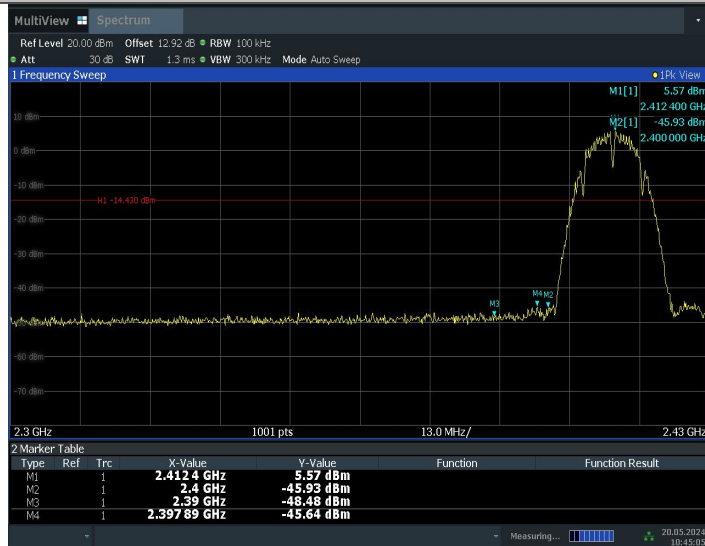 MultiView Spectrum
Ref Level 20.00 dBm Offset 12.92 dB RBW 100 kHz
Att 30 dB SWT 1.3 ms VBW 300 kHz Mode Auto Sweep
1 Frequency Sweep 1Pk View
M1[1] 5.57 dBm
2.412 400 GHz
10 dBm M2[1] -45.93 dBm
2.400 000 GHz
0 dBm
-10 dBm
H1 -14.430 dBm
-20 dBm
-30 dBm
-40 dBm
M4 M2
M3
-60 dBm
-70 dBm
2.3 GHz 1001 pts 13.0 MHz/ 2.43 GHz
2 Marker Table
Type Ref Trc X-Value Y-Value Function Function Result
M1 1 2.412 4 GHz 5.57 dBm
M2 1 2.4 GHz -45.93 dBm
M3 1 2.39 GHz -48.48 dBm
M4 1 2.397 89 GHz -45.64 dBm
Measuring... 20.05.2024
10:45:05